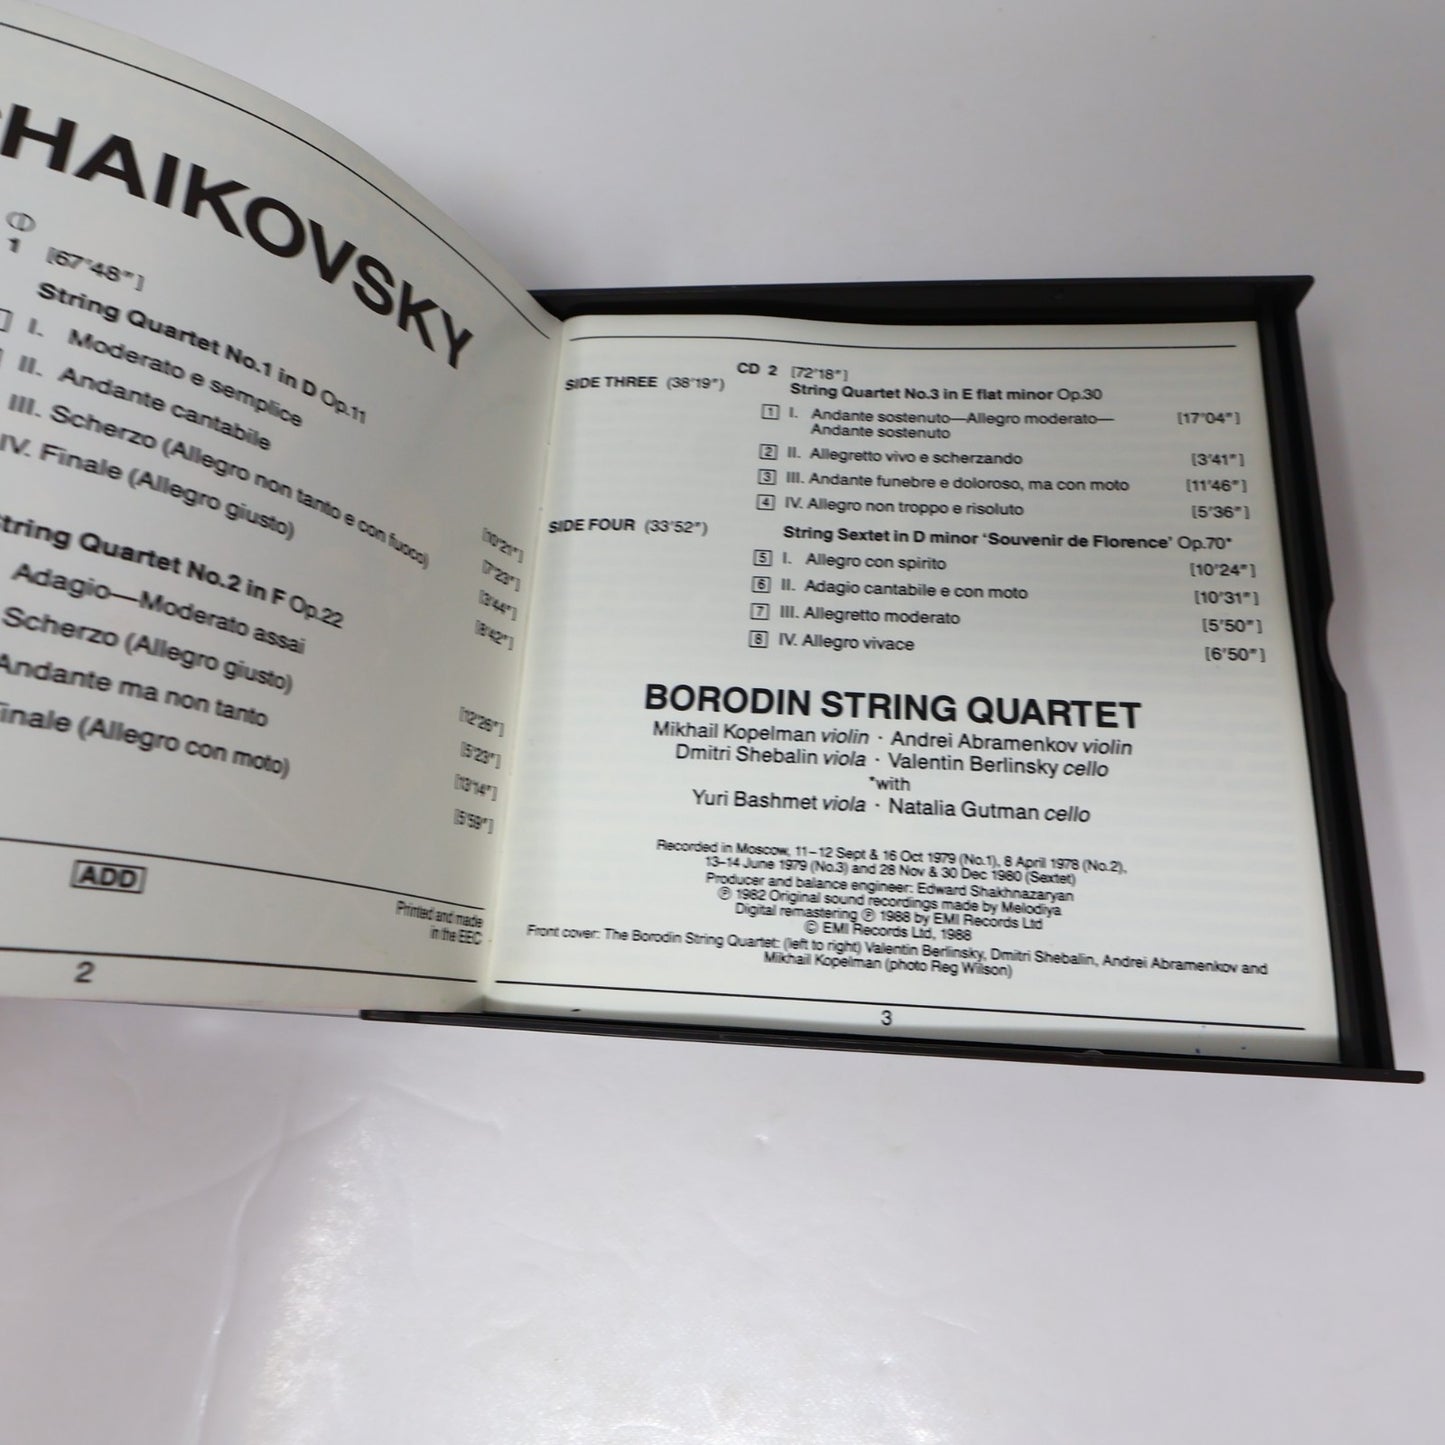 HAIKOVSKY
1 [67'48"]
String Quartet No.1 in D Op.11
I. Moderato e semplice [10'21"]
II. Andante cantabile [7'23"]
III. Scherzo (Allegro non tanto e con fuoco) [3'44"]
IV. Finale (Allegro giusto) [8'42"]
String Quartet No.2 in F Op.22
Adagio—Moderato assai [12'26"]
Scherzo (Allegro giusto) [5'23"]
Andante ma non tanto [13'14"]
inale (Allegro con moto) [5'59"]
ADD
Printed and made
in the EEC
2
CD 2 [72'18"]
SIDE THREE (38'19")
String Quartet No.3 in E flat minor Op.30
1 I. Andante sostenuto—Allegro moderato— [17'04"]
Andante sostenuto
2 II. Allegretto vivo e scherzando [3'41"]
3 III. Andante funebre e doloroso, ma con moto [11'46"]
4 IV. Allegro non troppo e risoluto [5'36"]
SIDE FOUR (33'52")
String Sextet in D minor 'Souvenir de Florence' Op.70*
5 I. Allegro con spirito [10'24"]
6 II. Adagio cantabile e con moto [10'31"]
7 III. Allegretto moderato [5'50"]
8 IV. Allegro vivace [6'50"]
BORODIN STRING QUARTET
Mikhail Kopelman violin · Andrei Abramenkov violin
Dmitri Shebalin viola · Valentin Berlinsky cello
*with
Yuri Bashmet viola · Natalia Gutman cello
Recorded in Moscow, 11–12 Sept & 16 Oct 1979 (No.1), 8 April 1978 (No.2),
13–14 June 1979 (No.3) and 28 Nov & 30 Dec 1980 (Sextet)
Producer and balance engineer: Edward Shakhnazaryan
℗ 1982 Original sound recordings made by Melodiya
Digital remastering ℗ 1988 by EMI Records Ltd
© EMI Records Ltd, 1988
Front cover: The Borodin String Quartet: (left to right) Valentin Berlinsky, Dmitri Shebalin, Andrei Abramenkov and
Mikhail Kopelman (photo Reg Wilson)
3